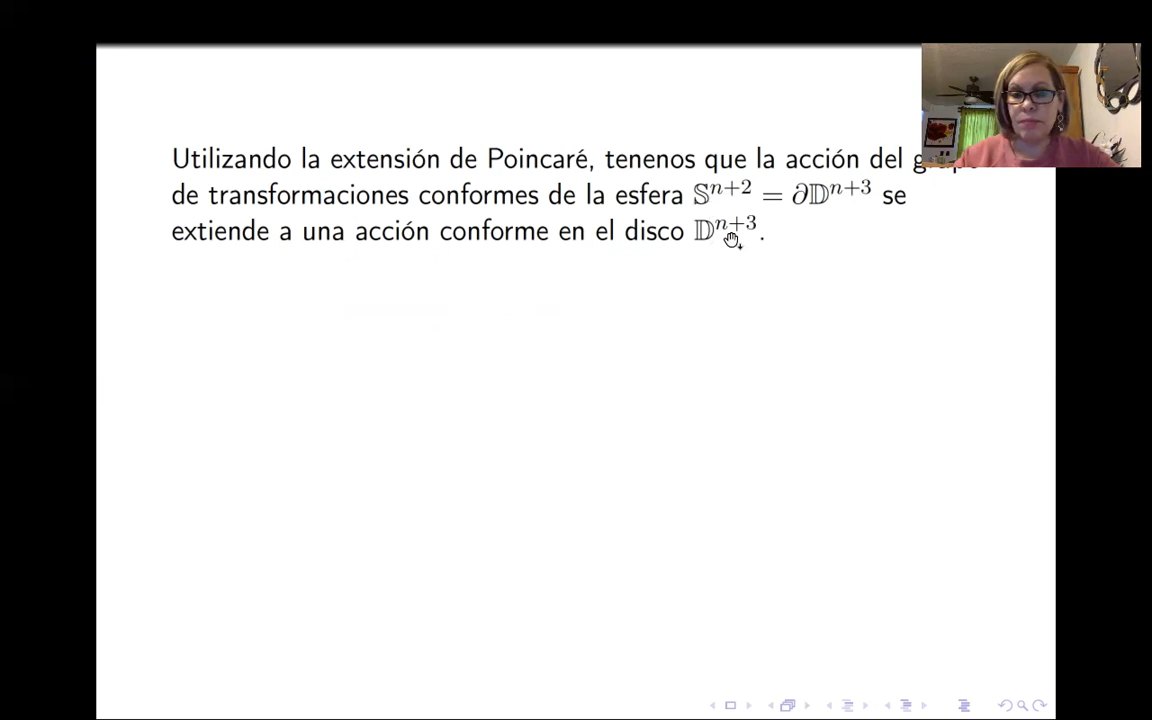 Utilizando la extensión de Poincaré, tenenos que la acción del
de transformaciones conformes de la esfera 𝕊^{n+2} = ∂𝔻^{n+3} se
extiende a una acción conforme en el disco 𝔻^{n+3}.